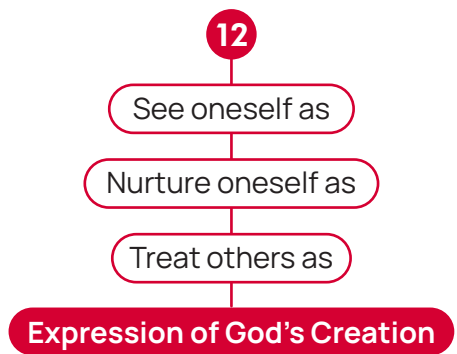 12
See oneself as
Nurture oneself as
Treat others as
Expression of God's Creation